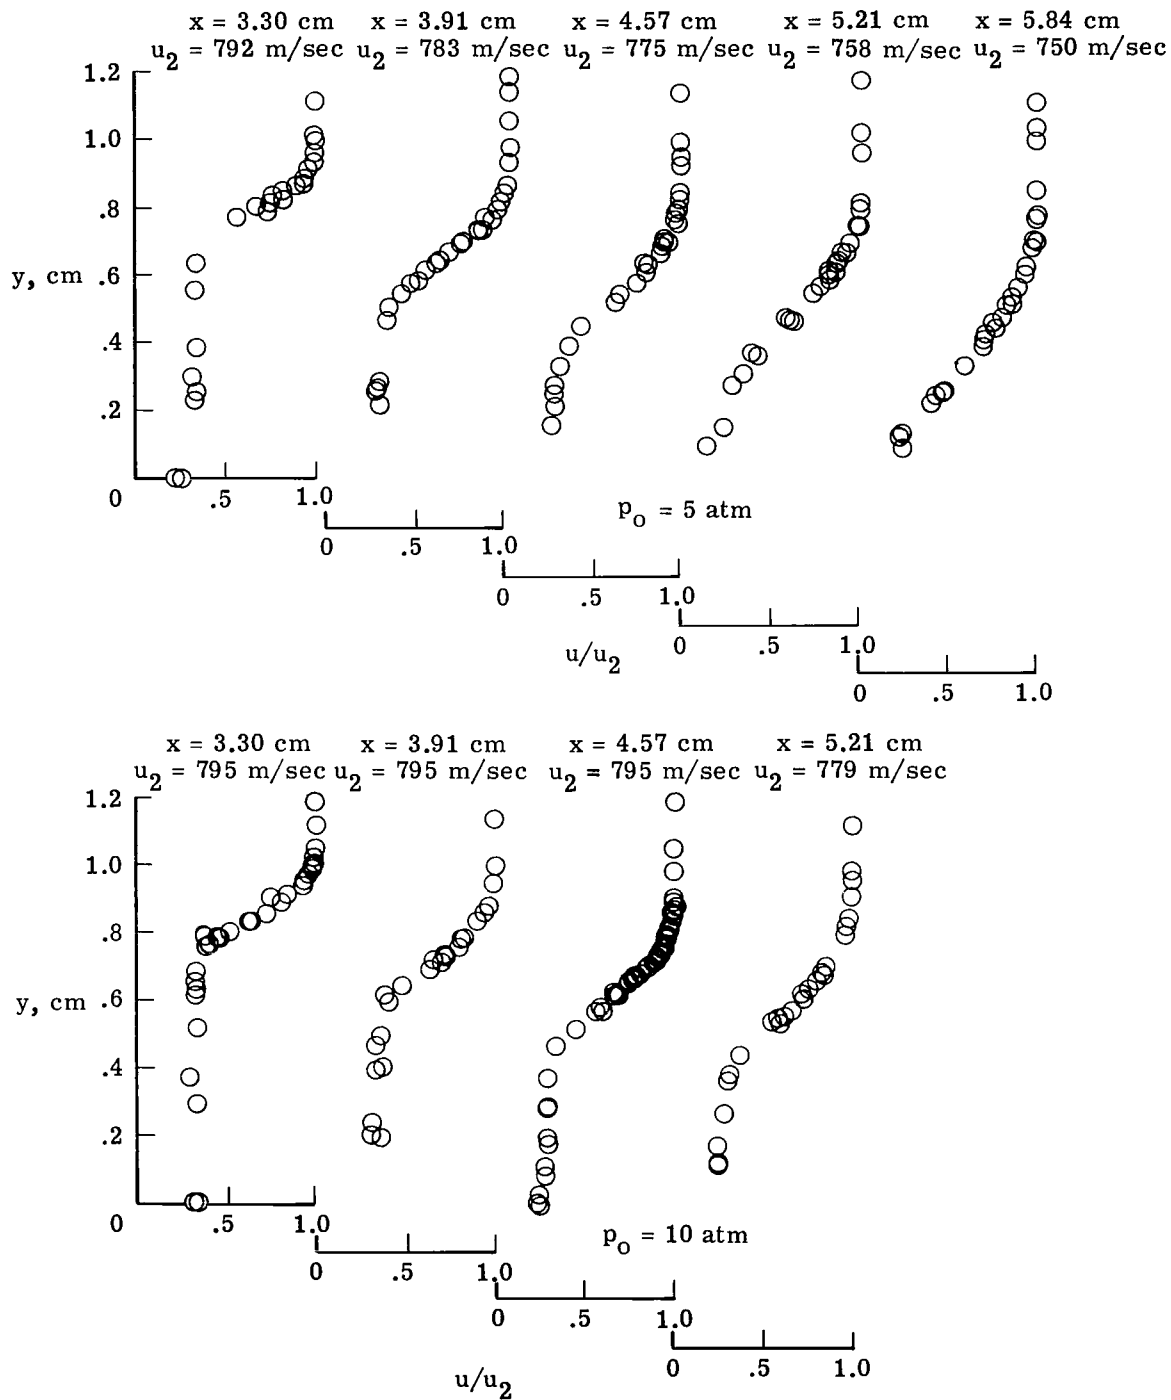 x = 3.30 cm x = 3.91 cm x = 4.57 cm x = 5.21 cm x = 5.84 cm
u2 = 792 m/sec u2 = 783 m/sec u2 = 775 m/sec u2 = 758 m/sec u2 = 750 m/sec
1.2
1.0
.8
y, cm .6
.4
.2
0 .5 1.0
po = 5 atm
0 .5 1.0
0 .5 1.0
0 .5 1.0
u/u2
0 .5 1.0
x = 3.30 cm x = 3.91 cm x = 4.57 cm x = 5.21 cm
u2 = 795 m/sec u2 = 795 m/sec u2 = 795 m/sec u2 = 779 m/sec
1.2
1.0
.8
y, cm .6
.4
.2
0 .5 1.0
po = 10 atm
0 .5 1.0
0 .5 1.0
0 .5 1.0
u/u2